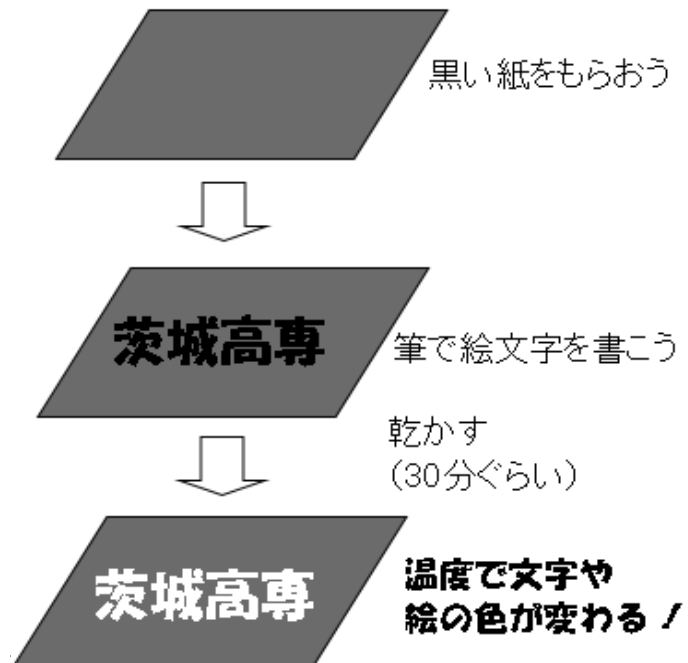 黒い紙をもらおう
茨城高専
筆で絵文字を書こう
乾かす
(30分ぐらい)
茨城高専
温度で文字や
絵の色が変わる!